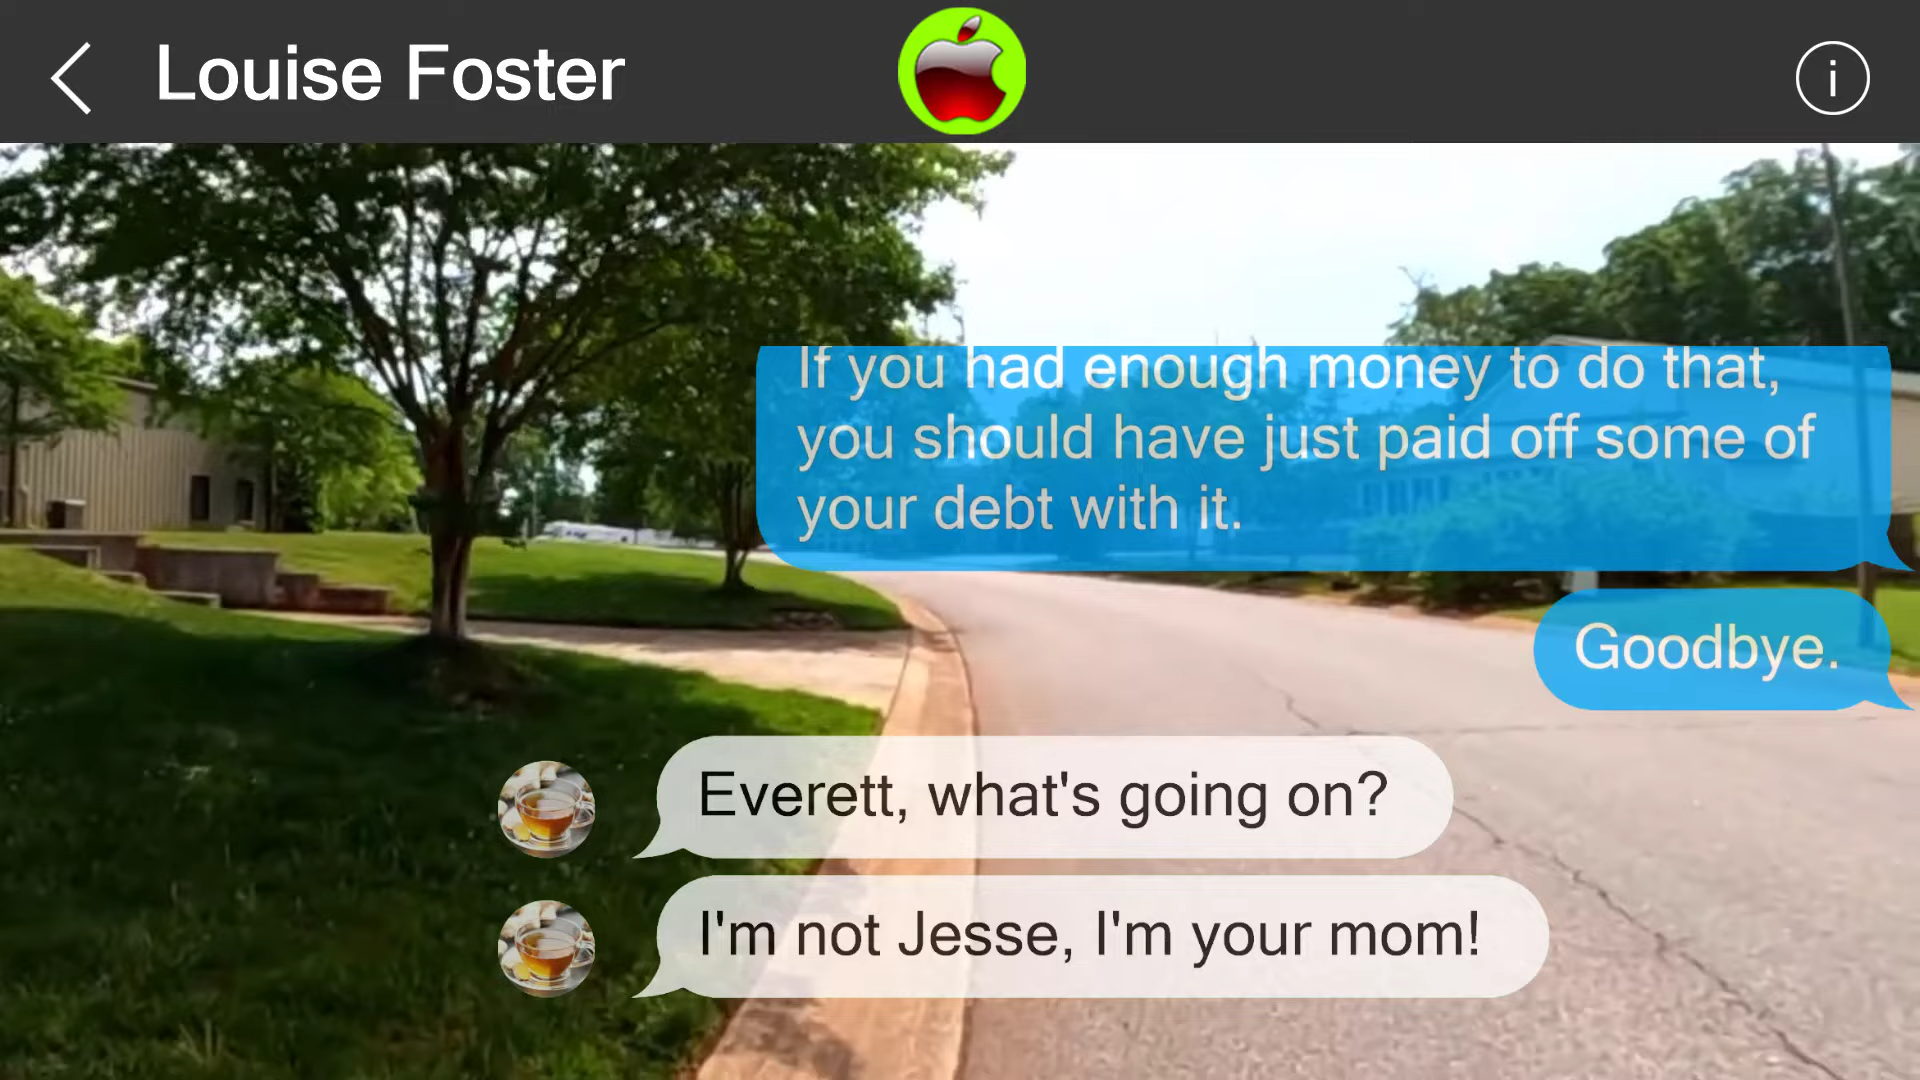 Louise Foster
i
If you had enough money to do that,
you should have just paid off some of
your debt with it.
Goodbye.
Everett, what's going on?
I'm not Jesse, I'm your mom!